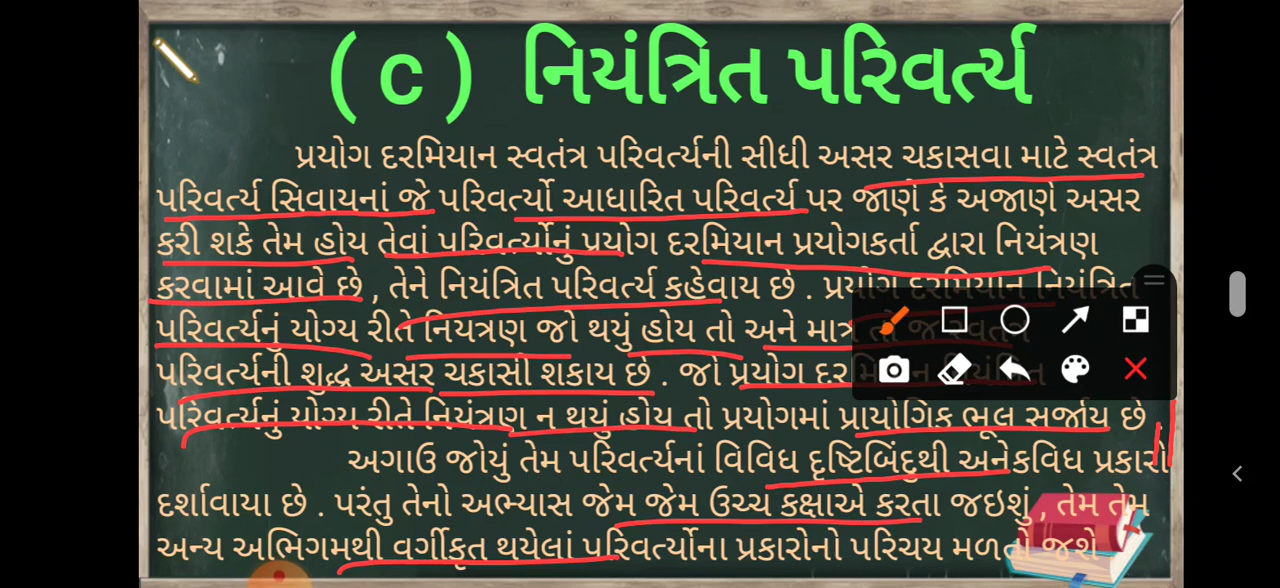 ( c ) નિયંત્રિત પરિવર્ત્ય
પ્રયોગ દરમિયાન સ્વતંત્ર પરિવર્ત્યની સીધી અસર ચકાસવા માટે સ્વતંત્ર
પરિવર્ત્ય સિવાયનાં જે પરિવર્ત્યો આધારિત પરિવર્ત્ય પર જાણે કે અજાણે અસર
કરી શકે તેમ હોય તેવાં પરિવર્ત્યોનું પ્રયોગ દરમિયાન પ્રયોગકર્તા દ્વારા નિયંત્રણ
કરવામાં આવે છે , તેને નિયંત્રિત પરિવર્ત્ય કહેવાય છે . પ્રયોગ દરમિયાન નિયંત્રિત
પરિવર્ત્યનું યોગ્ય રીતે નિયત્રણ જો થયું હોય તો અને માત્ર તો જ સ્વતંત્ર
પરિવર્ત્યની શુદ્ધ અસર ચકાસી શકાય છે . જો પ્રયોગ દરમિયાન નિયંત્રિત
પરિવર્ત્યનું યોગ્ય રીતે નિયંત્રણ ન થયું હોય તો પ્રયોગમાં પ્રાયોગિક ભૂલ સર્જાય છે
અગાઉ જોયું તેમ પરિવર્ત્યનાં વિવિધ દૃષ્ટિબિંદુથી અનેકવિધ પ્રકારો
દર્શાવાયા છે . પરંતુ તેનો અભ્યાસ જેમ જેમ ઉચ્ચ કક્ષાએ કરતા જઇશું , તેમ તેમ
અન્ય અભિગમથી વર્ગીકૃત થયેલાં પરિવર્ત્યોના પ્રકારોનો પરિચય મળતો જશે